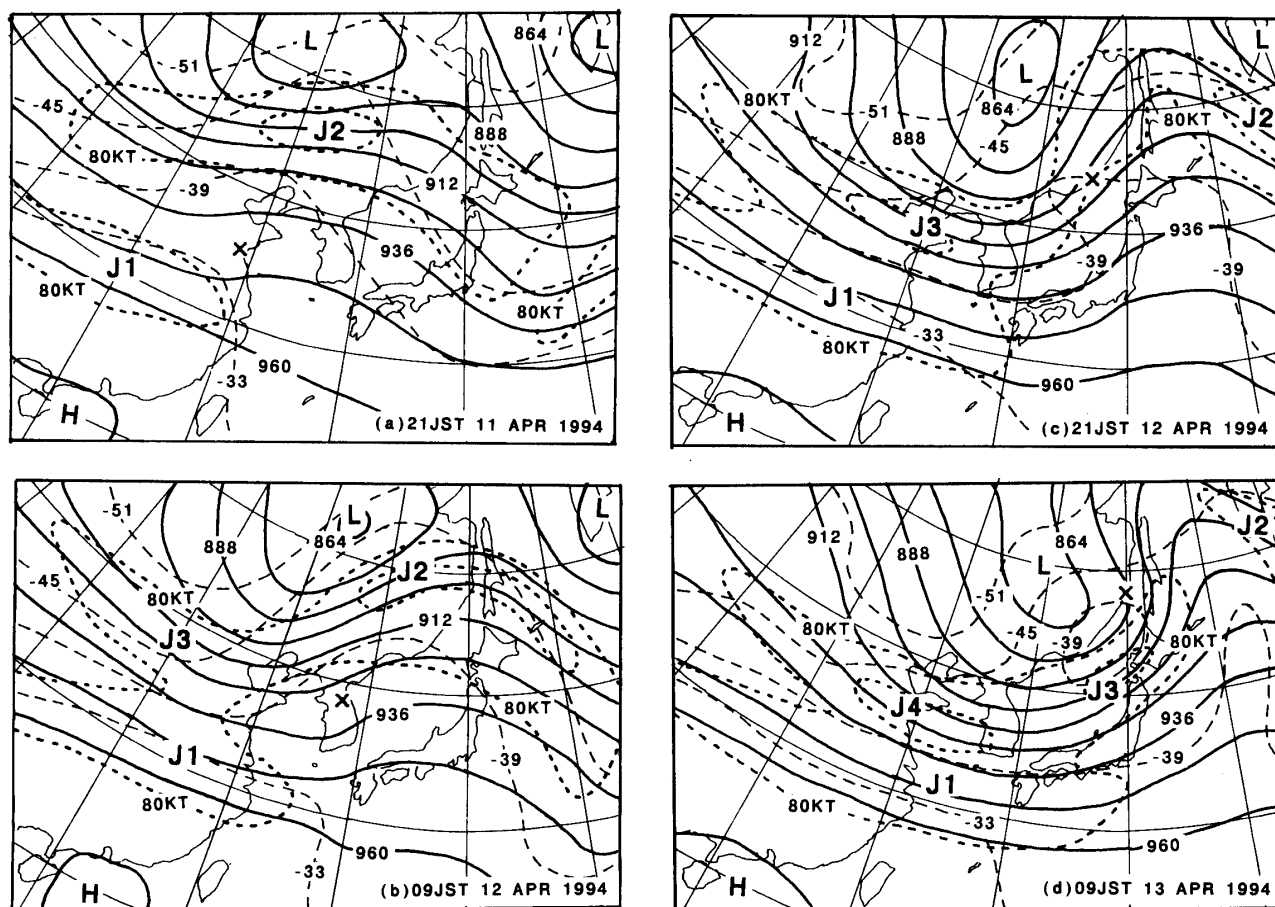 L
864
L
-51
-45
J2
888
80KT
-39
912
936
J1
80KT
80KT
960
-33
H
(a)21JST 11 APR 1994
912
L
L
80KT
-51
864
J2
888
-45
80KT
J3
936
-39
-39
J1
-33
80KT
960
H
(c)21JST 12 APR 1994
-51
L
L
864
888
-45
80KT
J2
J3
912
936
80KT
J1
-39
80KT
960
-33
H
(b)09JST 12 APR 1994
J2
912
864
888
L
-51
80KT
-45
-39
80KT
J3
J4
936
-39
J1
80KT
-33
960
H
(d)09JST 13 APR 1994